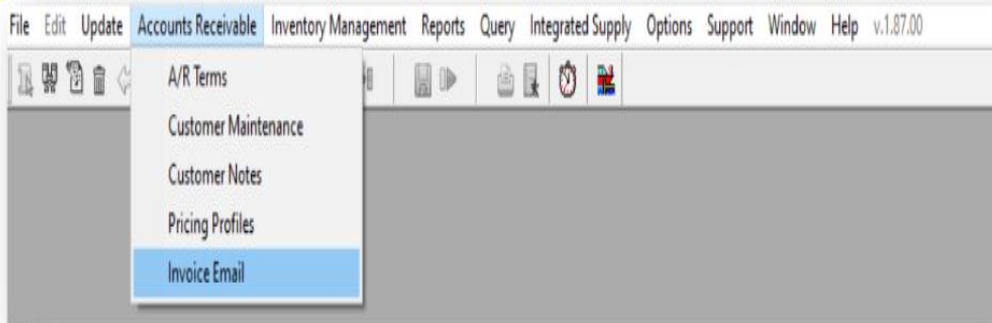 File Edit Update Accounts Receivable Inventory Management Reports Query Integrated Supply Options Support Window Help v.1.87.00
A/R Terms
Customer Maintenance
Customer Notes
Pricing Profiles
Invoice Email